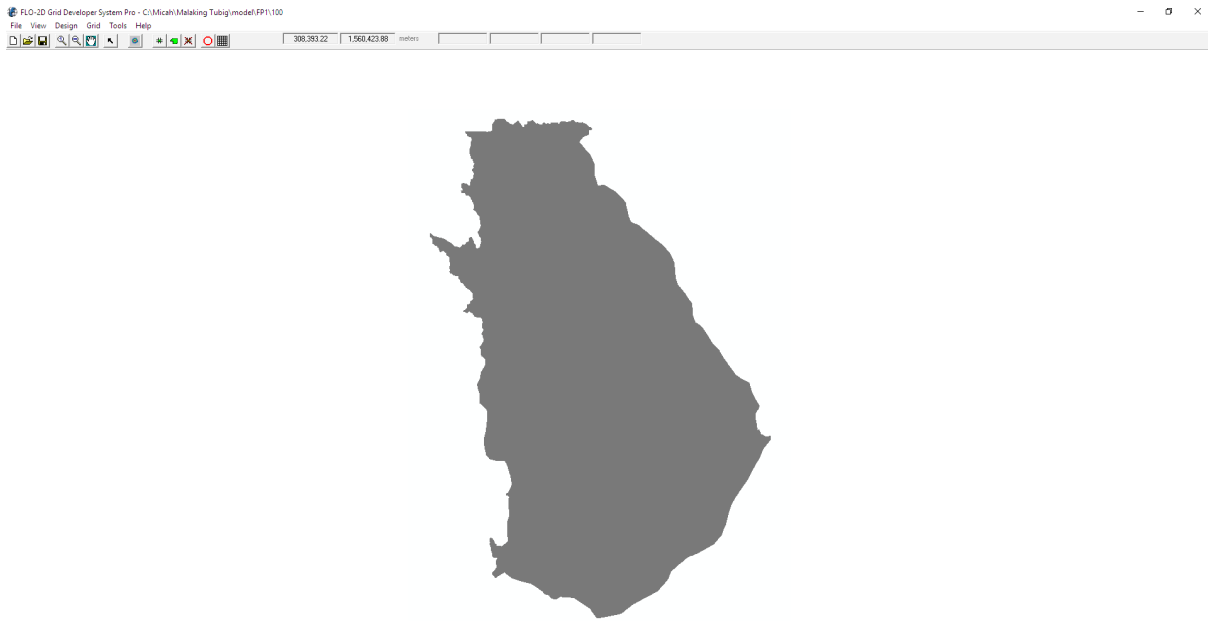 FLO-2D Grid Developer System Pro - C:\Micah\Malaking Tubig\model\FP1\100
File View Design Grid Tools Help
308,393.22 1,560,423.88 meters